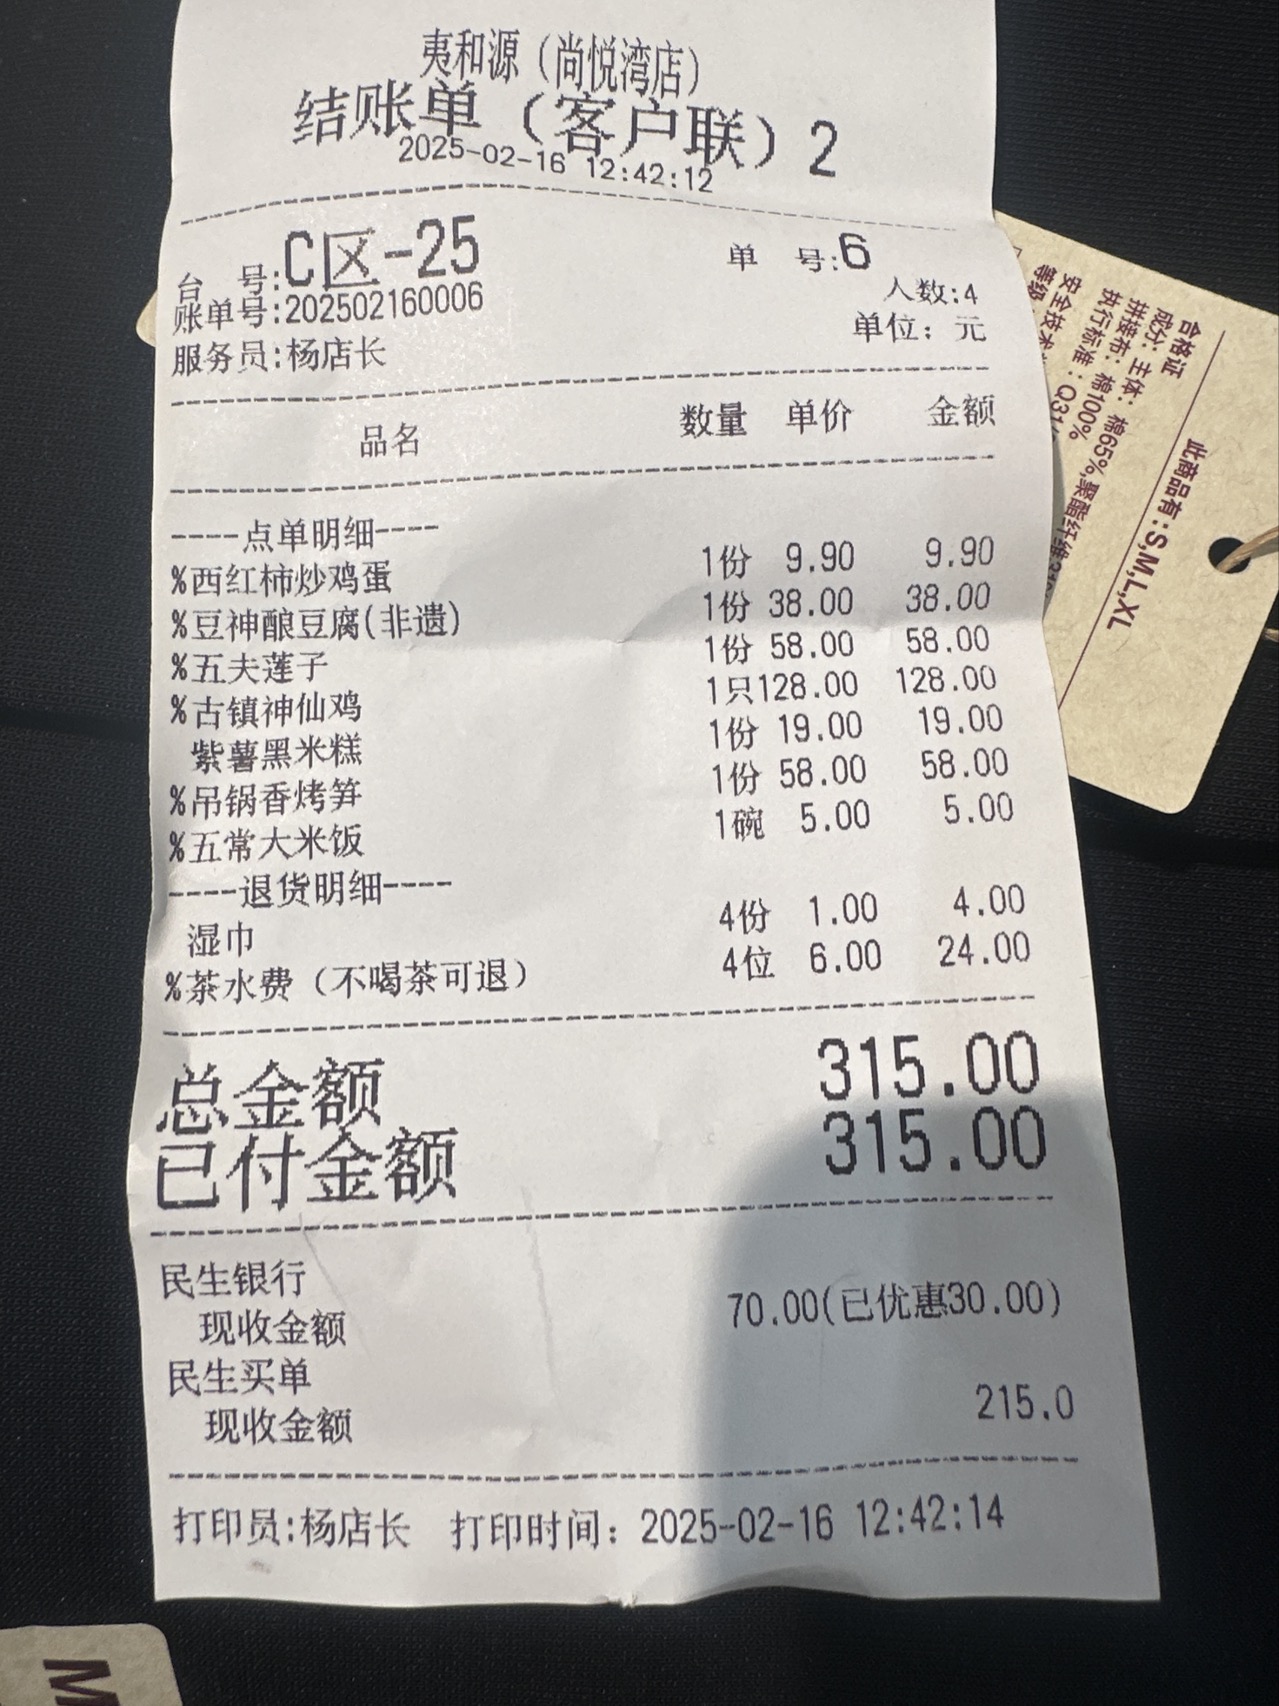 夷和源（尚悦湾店）
结账单（客户联）2
2025-02-16 12:42:12
台 号:C区-25 单 号:6
账单号:202502160006 人数:4
服务员:杨店长 单位：元
品名 数量 单价 金额
----点单明细----
%西红柿炒鸡蛋 1份 9.90 9.90
%豆神酿豆腐(非遗) 1份 38.00 38.00
%五夫莲子 1份 58.00 58.00
%古镇神仙鸡 1只 128.00 128.00
紫薯黑米糕 1份 19.00 19.00
%吊锅香烤笋 1份 58.00 58.00
%五常大米饭 1碗 5.00 5.00
----退货明细----
湿巾 4份 1.00 4.00
%茶水费（不喝茶可退） 4位 6.00 24.00
总金额 315.00
已付金额 315.00
民生银行
现收金额 70.00(已优惠30.00)
民生买单
现收金额 215.0
打印员:杨店长 打印时间：2025-02-16 12:42:14
合格证
成分：主体：棉65%,聚酯纤维
拼接布：棉100%
执行标准：Q31
安全技术
等级
此商品有:S,M,L,XL
M